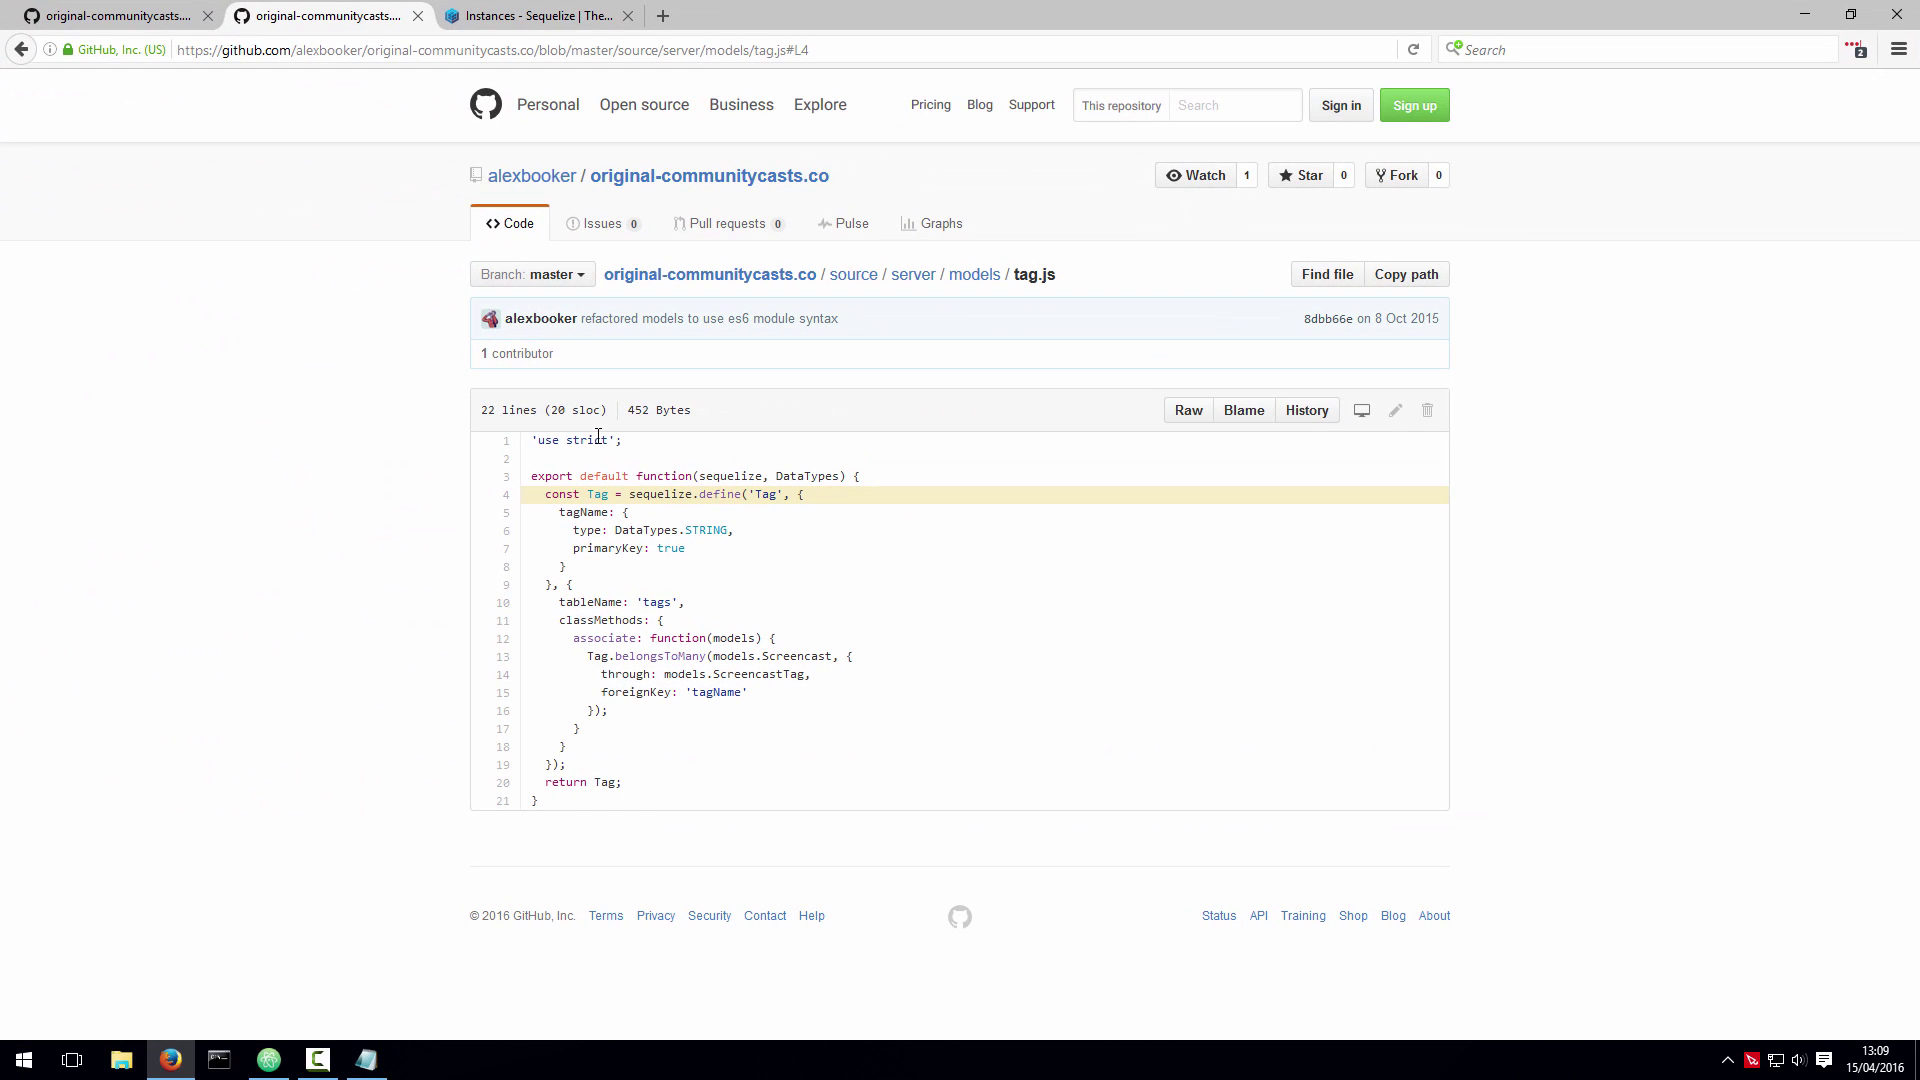 original-communitycasts....
original-communitycasts....
Instances - Sequelize | The...
GitHub, Inc. (US)
https://github.com/alexbooker/original-communitycasts.co/blob/master/source/server/models/tag.js#L4
Search
2
Personal Open source Business Explore
Pricing Blog Support
This repository Search
Sign in
Sign up
alexbooker / original-communitycasts.co
Watch 1
Star 0
Fork 0
Code
Issues 0
Pull requests 0
Pulse
Graphs
Branch: master
original-communitycasts.co / source / server / models / tag.js
Find file Copy path
alexbooker refactored models to use es6 module syntax
8dbb66e on 8 Oct 2015
1 contributor
22 lines (20 sloc) 452 Bytes
Raw Blame History
1 'use strict';
2
3 export default function(sequelize, DataTypes) {
4 const Tag = sequelize.define('Tag', {
5 tagName: {
6 type: DataTypes.STRING,
7 primaryKey: true
8 }
9 }, {
10 tableName: 'tags',
11 classMethods: {
12 associate: function(models) {
13 Tag.belongsToMany(models.Screencast, {
14 through: models.ScreencastTag,
15 foreignKey: 'tagName'
16 });
17 }
18 }
19 });
20 return Tag;
21 }
© 2016 GitHub, Inc. Terms Privacy Security Contact Help
Status API Training Shop Blog About
13:09
15/04/2016